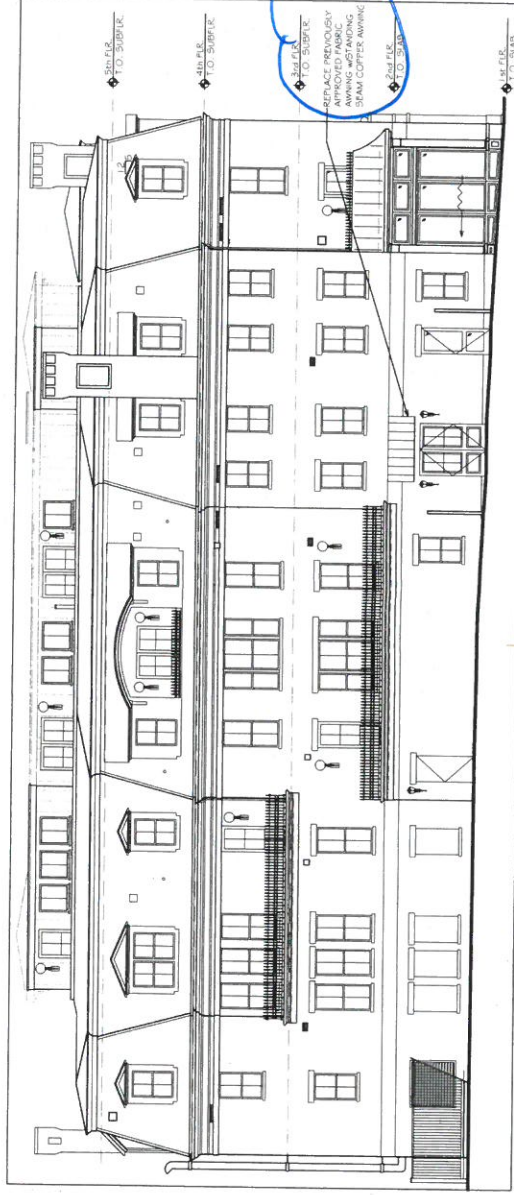 5th FLR.
T.O. SUBFLR.
4th FLR.
T.O. SUBFLR.
3rd FLR.
T.O. SUBFLR.
REPLACE PREVIOUSLY
APPROVED FABRIC
AWNING W/STANDING
SEAM COPPER AWNING
2nd FLR.
T.O. SLAB
1st FLR.
T.O. SLAB